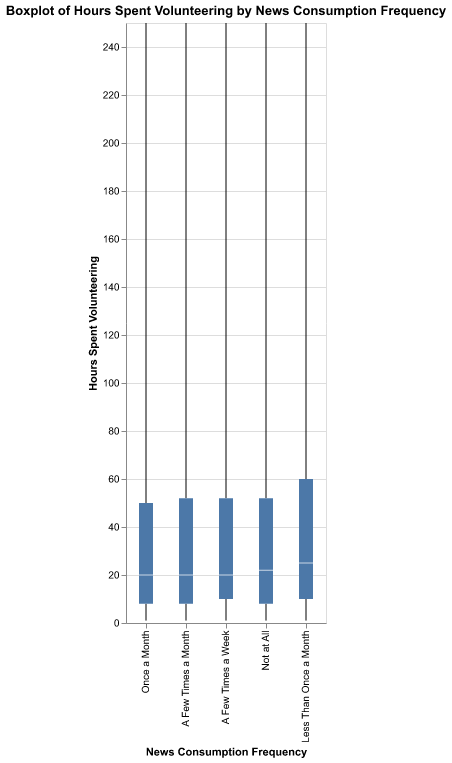 Boxplot of Hours Spent Volunteering by News Consumption Frequency
Hours Spent Volunteering
240
220
200
180
160
140
120
100
80
60
40
20
0
Once a Month
A Few Times a Month
A Few Times a Week
Not at All
Less Than Once a Month
News Consumption Frequency